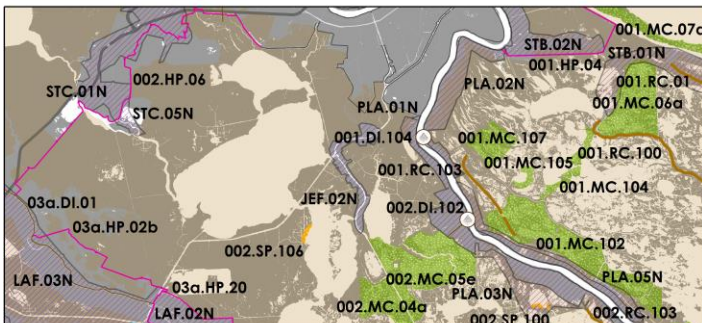 001.MC.07c
STB.02N
STB.01N
001.HP.04
002.HP.06
PLA.02N
001.RC.01
STC.01N
001.MC.06a
STC.05N
PLA.01N
001.DI.104
001.MC.107
001.RC.100
001.MC.105
001.RC.103
001.MC.104
03a.DI.01
JEF.02N
002.DI.102
03a.HP.02b
001.MC.102
002.SP.106
LAF.03N
002.MC.05e
PLA.05N
03a.HP.20
PLA.03N
002.MC.04a
LAF.02N
002.RC.103
002.SP.100